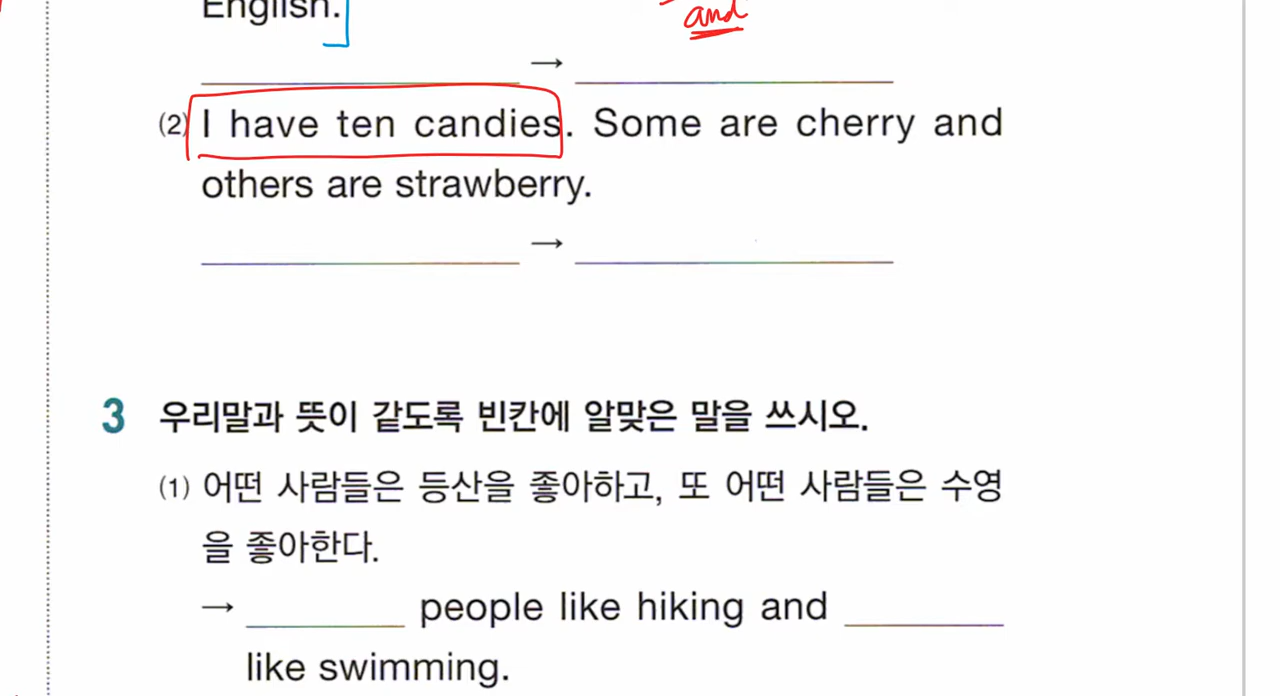 English.
and
→
(2) I have ten candies. Some are cherry and
others are strawberry.
→
3 우리말과 뜻이 같도록 빈칸에 알맞은 말을 쓰시오.
(1) 어떤 사람들은 등산을 좋아하고, 또 어떤 사람들은 수영
을 좋아한다.
→ people like hiking and
like swimming.